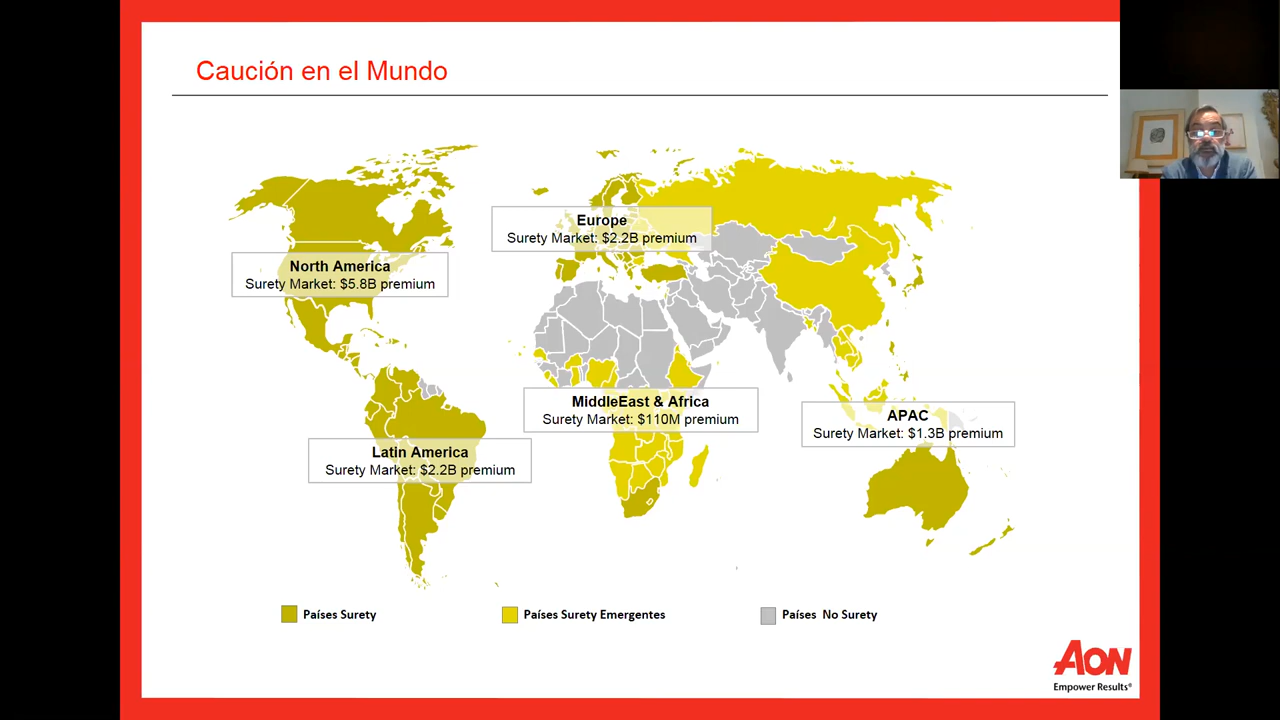 Caución en el Mundo
Europe
Surety Market: $2.2B premium
North America
Surety Market: $5.8B premium
MiddleEast & Africa
Surety Market: $110M premium
APAC
Surety Market: $1.3B premium
Latin America
Surety Market: $2.2B premium
Países Surety
Países Surety Emergentes
Países No Surety
AON
Empower Results®